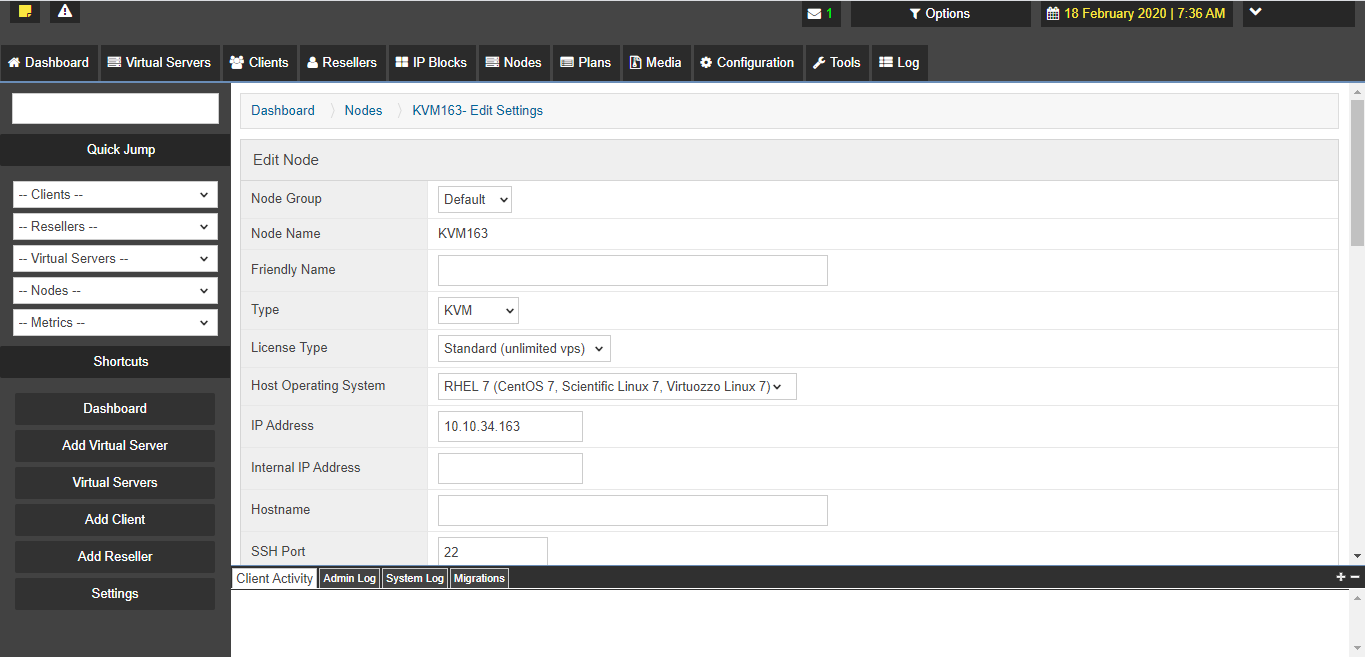 1
Options
18 February 2020 | 7:36 AM
Dashboard
Virtual Servers
Clients
Resellers
IP Blocks
Nodes
Plans
Media
Configuration
Tools
Log
Quick Jump
-- Clients --
-- Resellers --
-- Virtual Servers --
-- Nodes --
-- Metrics --
Shortcuts
Dashboard
Add Virtual Server
Virtual Servers
Add Client
Add Reseller
Settings
Dashboard Nodes KVM163- Edit Settings
Edit Node
Node Group Default
Node Name KVM163
Friendly Name
Type KVM
License Type Standard (unlimited vps)
Host Operating System RHEL 7 (CentOS 7, Scientific Linux 7, Virtuozzo Linux 7)
IP Address 10.10.34.163
Internal IP Address
Hostname
SSH Port 22
Client Activity Admin Log System Log Migrations